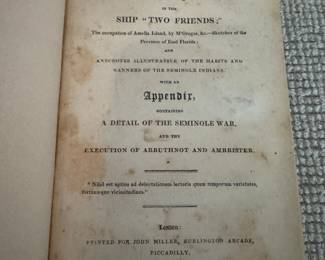 IN THE
SHIP "TWO FRIENDS;"
The occupation of Amelia Island, by M'Gregor, &c.—Sketches of the
Province of East Florida:
AND
ANECDOTES ILLUSTRATIVE OF THE HABITS AND
MANNERS OF THE SEMINOLE INDIANS:
WITH AN
Appendix,
CONTAINING
A DETAIL OF THE SEMINOLE WAR,
AND THE
EXECUTION OF ARBUTHNOT AND AMBRISTER.
"Nihil est aptius ad delectationem lectoris quam temporum varietates,
fortunæque vicissitudines."
London:
PRINTED FOR JOHN MILLER, BURLINGTON ARCADE,
PICCADILLY.